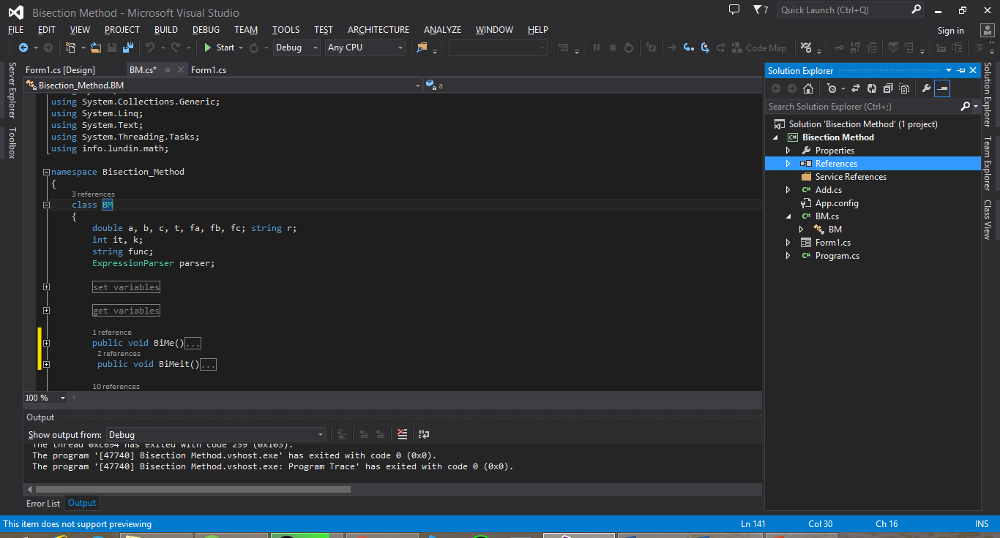 Bisection Method - Microsoft Visual Studio
7
Quick Launch (Ctrl+Q)
FILE EDIT VIEW PROJECT BUILD DEBUG TEAM TOOLS TEST ARCHITECTURE ANALYZE WINDOW HELP
Sign in
Start Debug Any CPU Code Map
Server Explorer
Toolbox
Form1.cs [Design] BM.cs* Form1.cs
Bisection_Method.BM a
using System.Collections.Generic;
using System.Linq;
using System.Text;
using System.Threading.Tasks;
using info.lundin.math;
namespace Bisection_Method
{
3 references
class BM
{
double a, b, c, t, fa, fb, fc; string r;
int it, k;
string func;
ExpressionParser parser;
set variables
get variables
1 reference
public void BiMe()...
2 references
public void BiMeit()...
10 references
100 %
Output
Show output from: Debug
The thread 0xc694 has exited with code 259 (0x103).
The program '[47740] Bisection Method.vshost.exe' has exited with code 0 (0x0).
The program '[47740] Bisection Method.vshost.exe: Program Trace' has exited with code 0 (0x0).
Error List Output
Solution Explorer
Search Solution Explorer (Ctrl+;)
Solution 'Bisection Method' (1 project)
C# Bisection Method
Properties
References
Service References
C# Add.cs
App.config
C# BM.cs
BM
Form1.cs
C# Program.cs
Solution Explorer
Team Explorer
Class View
This item does not support previewing
Ln 141 Col 30 Ch 16 INS